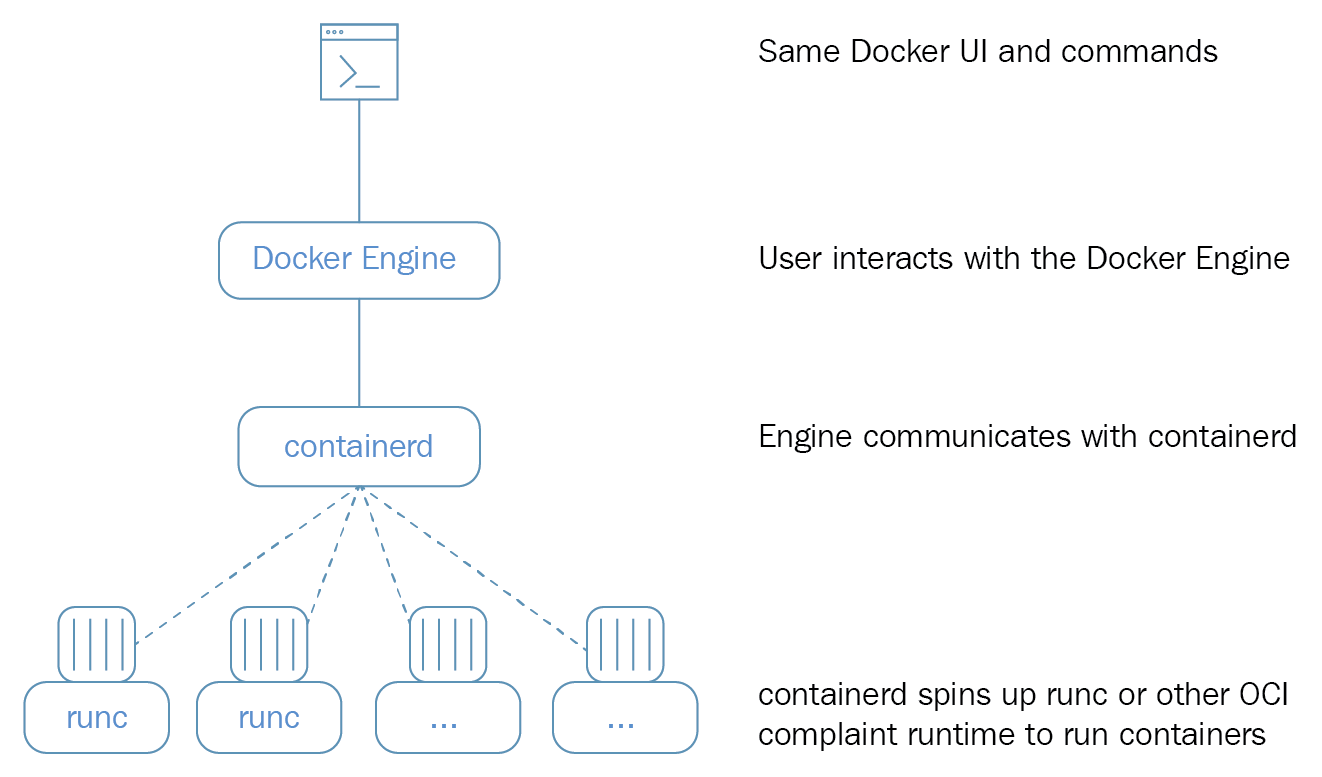 >_
Same Docker UI and commands
Docker Engine
User interacts with the Docker Engine
containerd
Engine communicates with containerd
runc
runc
...
...
containerd spins up runc or other OCI
complaint runtime to run containers